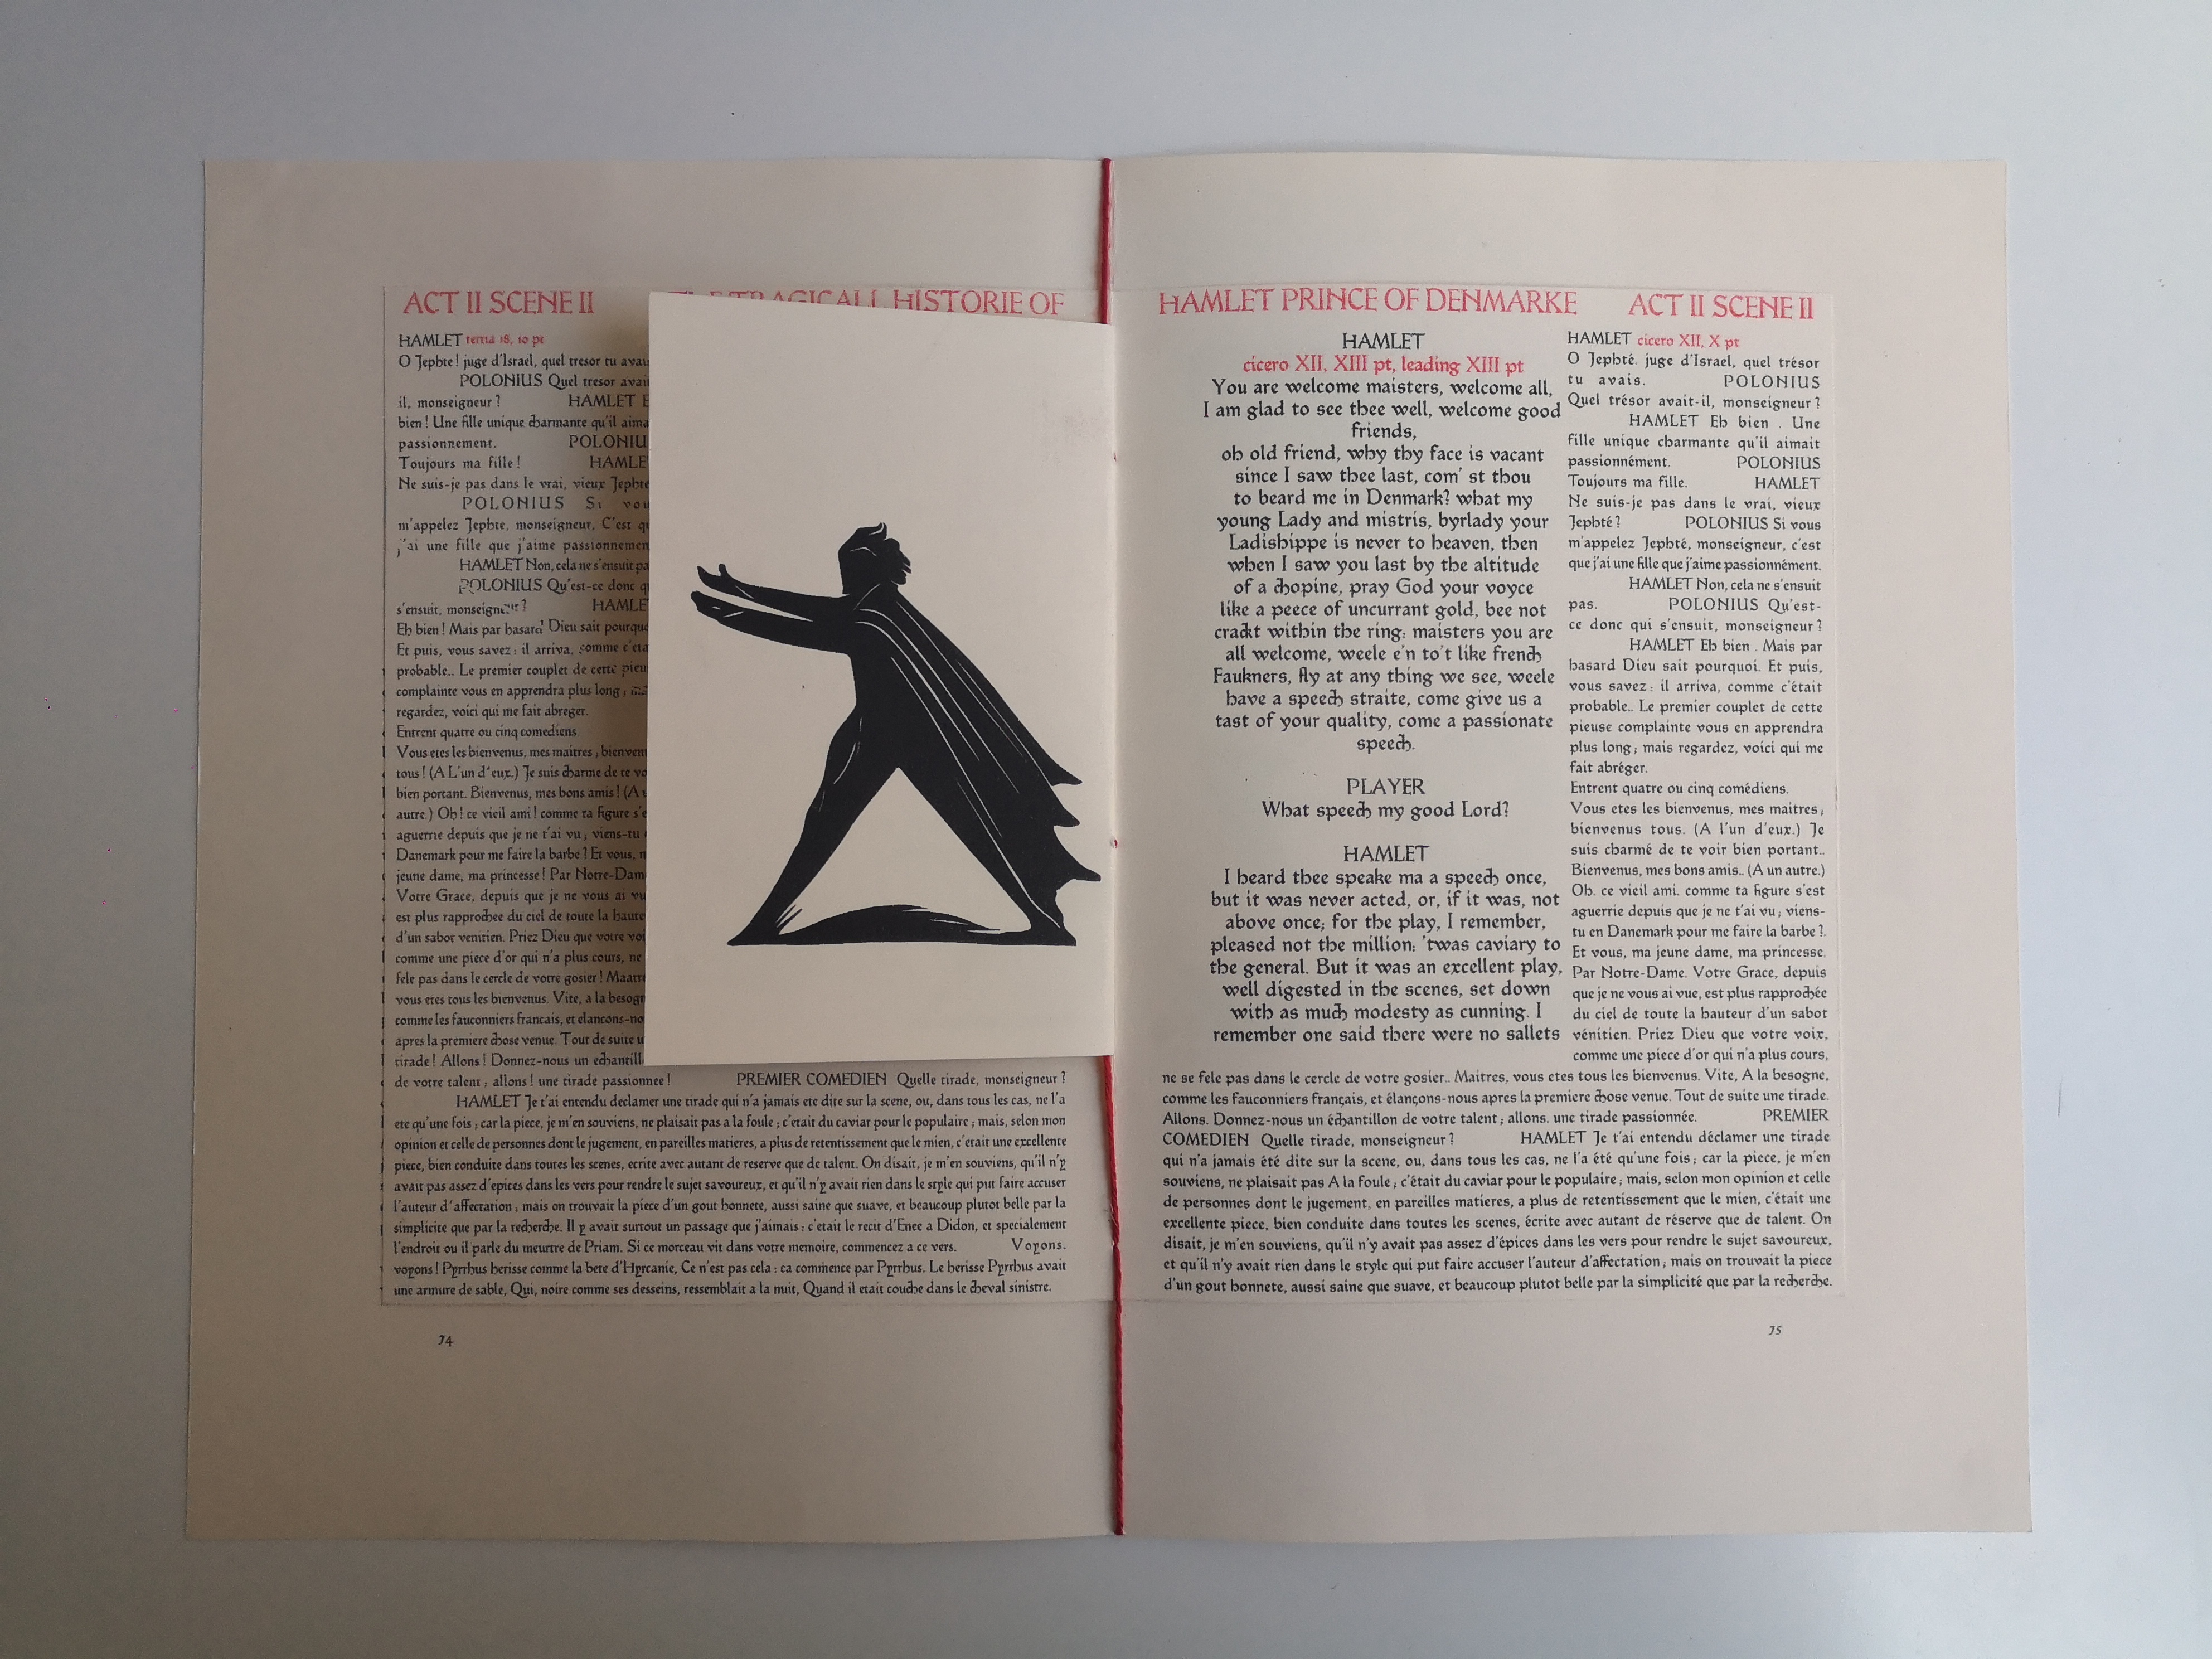 ACT II SCENE II THE TRAGICALL HISTORIE OF
HAMLET terna 18, 10 pt
O Jephte ! juge d'Israel, quel tresor tu avai
POLONIUS Quel tresor avai
il, monseigneur ? HAMLET E
bien ! Une fille unique charmante qu'il aima
passionnement. POLONIU
Toujours ma fille ! HAMLE
Ne suis-je pas dans le vrai, vieux Jephte
POLONIUS Si vou
m'appelez Jephte, monseigneur, C'est q
j'ai une fille que j'aime passionnemen
HAMLET Non, cela ne s'ensuit pa
POLONIUS Qu'est-ce donc q
s'ensuit, monseigneur ? HAMLE
Eh bien ! Mais par hasard Dieu sait pourquo
Et puis, vous savez : il arriva, comme c'eta
probable.. Le premier couplet de cette pieu
complainte vous en apprendra plus long ; ma
regardez, voici qui me fait abreger.
Entrent quatre ou cinq comediens
Vous etes les bienvenus, mes maitres ; bienven
tous ! (A L'un d'eux.) Je suis charme de te vo
bien portant. Bienvenus, mes bons amis ! (A
autre.) Oh ! ce vieil ami ! comme ta figure s'e
aguerrie depuis que je ne t'ai vu ; viens-tu
Danemark pour me faire la barbe ? Et vous, m
jeune dame, ma princesse ! Par Notre-Dam
Votre Grace, depuis que je ne vous ai vu
est plus rapprochee du ciel de toute la haute
d'un sabot venitien. Priez Dieu que votre voi
comme une piece d'or qui n'a plus cours, ne
fele pas dans le cercle de votre gosier ! Maatre
vous etes tous les bienvenus. Vite, a la besogn
comme les fauconniers francais, et elancons-no
apres la premiere chose venue. Tout de suite u
tirade ! Allons ! Donnez-nous un echantill
de votre talent ; allons ! une tirade passionnee ! PREMIER COMEDIEN Quelle tirade, monseigneur ?
HAMLET Je t'ai entendu declamer une tirade qui n'a jamais ete dite sur la scene, ou, dans tous les cas, ne l'a
ete qu'une fois ; car la piece, je m'en souviens, ne plaisait pas a la foule ; c'etait du caviar pour le populaire ; mais, selon mon
opinion et celle de personnes dont le jugement, en pareilles matieres, a plus de retentissement que le mien, c'etait une excellente
piece, bien conduite dans toutes les scenes, ecrite avec autant de reserve que de talent. On disait, je m'en souviens, qu'il n'y
avait pas assez d'epices dans les vers pour rendre le sujet savoureux, et qu'il n'y avait rien dans le style qui put faire accuser
l'auteur d'affectation ; mais on trouvait la piece d'un gout honnete, aussi saine que suave, et beaucoup plutot belle par la
simplicite que par la recherche. Il y avait surtout un passage que j'aimais : c'etait le recit d'Enee a Didon, et specialement
l'endroit ou il parle du meurtre de Priam. Si ce morceau vit dans votre memoire, commencez a ce vers. Voyons.
voyons ! Pyrrhus herisse comme la bete d'Hyrcanie, Ce n'est pas cela : ca commence par Pyrrhus. Le herisse Pyrrhus avait
une armure de sable, Qui, noire comme ses desseins, ressemblait a la nuit, Quand il etait couche dans le cheval sinistre.
74
HAMLET PRINCE OF DENMARKE ACT II SCENE II
HAMLET
cicero XII, XIII pt, leading XIII pt
You are welcome maisters, welcome all,
I am glad to see thee well, welcome good
friends,
oh old friend, why thy face is vacant
since I saw thee last, com' st thou
to beard me in Denmark? what my
young Lady and mistris, byrlady your
Ladishippe is never to heaven, then
when I saw you last by the altitude
of a chopine, pray God your voyce
like a peece of uncurrant gold, bee not
crackt within the ring: maisters you are
all welcome, weele e'n to't like french
Faukners, fly at any thing we see, weele
have a speech straite, come give us a
tast of your quality, come a passionate
speech.
PLAYER
What speech my good Lord?
HAMLET
I heard thee speake ma a speech once,
but it was never acted, or, if it was, not
above once; for the play, I remember,
pleased not the million: 'twas caviary to
the general. But it was an excellent play,
well digested in the scenes, set down
with as much modesty as cunning. I
remember one said there were no sallets
HAMLET cicero XII, X pt
O Jephté. juge d'Israel, quel trésor
tu avais. POLONIUS
Quel trésor avait-il, monseigneur ?
HAMLET Eh bien . Une
fille unique charmante qu'il aimait
passionnément. POLONIUS
Toujours ma fille. HAMLET
Ne suis-je pas dans le vrai, vieux
Jephté ? POLONIUS Si vous
m'appelez Jephté, monseigneur, c'est
que j'ai une fille que j'aime passionnément.
HAMLET Non, cela ne s'ensuit
pas. POLONIUS Qu'est-
ce donc qui s'ensuit, monseigneur ?
HAMLET Eh bien . Mais par
hasard Dieu sait pourquoi. Et puis,
vous savez : il arriva, comme c'était
probable.. Le premier couplet de cette
pieuse complainte vous en apprendra
plus long ; mais regardez, voici qui me
fait abréger.
Entrent quatre ou cinq comédiens.
Vous etes les bienvenus, mes maitres ;
bienvenus tous. (A l'un d'eux.) Je
suis charmé de te voir bien portant..
Bienvenus, mes bons amis.. (A un autre.)
Oh. ce vieil ami. comme ta figure s'est
aguerrie depuis que je ne t'ai vu ; viens-
tu en Danemark pour me faire la barbe ?.
Et vous, ma jeune dame, ma princesse.
Par Notre-Dame. Votre Grace, depuis
que je ne vous ai vue, est plus rapprochée
du ciel de toute la hauteur d'un sabot
vénitien. Priez Dieu que votre voix,
comme une piece d'or qui n'a plus cours,
ne se fele pas dans le cercle de votre gosier.. Maitres, vous etes tous les bienvenus. Vite, A la besogne,
comme les fauconniers français, et élançons-nous apres la premiere chose venue. Tout de suite une tirade.
Allons. Donnez-nous un échantillon de votre talent ; allons. une tirade passionnée. PREMIER
COMEDIEN Quelle tirade, monseigneur ? HAMLET Je t'ai entendu déclamer une tirade
qui n'a jamais été dite sur la scene, ou, dans tous les cas, ne l'a été qu'une fois ; car la piece, je m'en
souviens, ne plaisait pas A la foule ; c'était du caviar pour le populaire ; mais, selon mon opinion et celle
de personnes dont le jugement, en pareilles matieres, a plus de retentissement que le mien, c'était une
excellente piece, bien conduite dans toutes les scenes, écrite avec autant de réserve que de talent. On
disait, je m'en souviens, qu'il n'y avait pas assez d'épices dans les vers pour rendre le sujet savoureux,
et qu'il n'y avait rien dans le style qui put faire accuser l'auteur d'affectation ; mais on trouvait la piece
d'un gout honnete, aussi saine que suave, et beaucoup plutot belle par la simplicité que par la recherche.
75